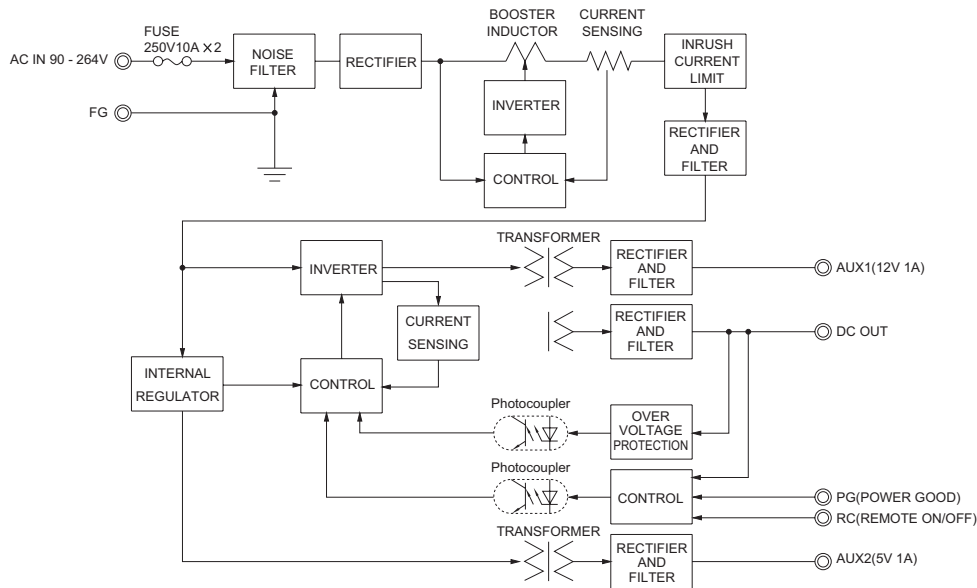 FUSE
250V10A×2
BOOSTER
INDUCTOR
CURRENT
SENSING
AC IN 90 - 264V
NOISE
FILTER
RECTIFIER
INRUSH
CURRENT
LIMIT
INVERTER
FG
RECTIFIER
AND
FILTER
CONTROL
TRANSFORMER
INVERTER
RECTIFIER
AND
FILTER
AUX1(12V 1A)
CURRENT
SENSING
RECTIFIER
AND
FILTER
DC OUT
INTERNAL
REGULATOR
CONTROL
Photocoupler
OVER
VOLTAGE
PROTECTION
Photocoupler
CONTROL
PG(POWER GOOD)
RC(REMOTE ON/OFF)
TRANSFORMER
RECTIFIER
AND
FILTER
AUX2(5V 1A)